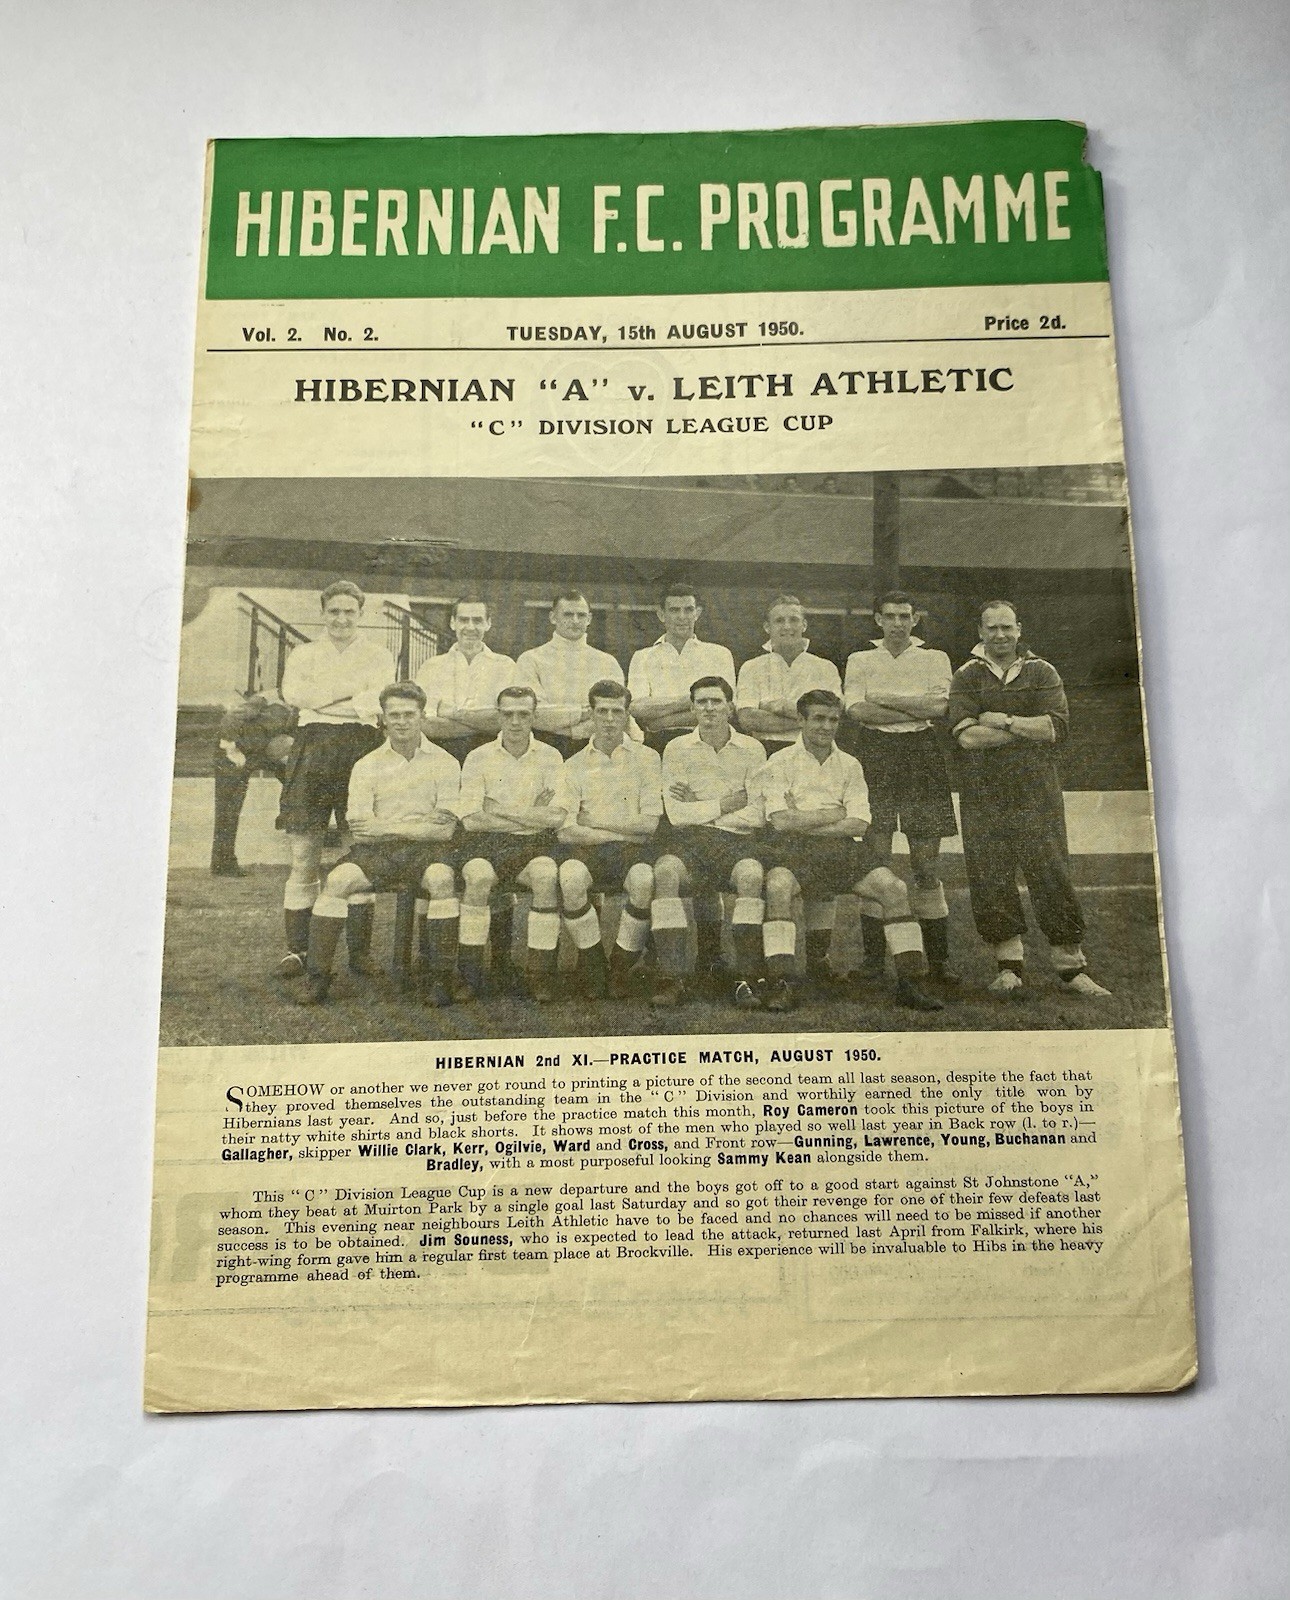 HIBERNIAN F.C. PROGRAMME
Vol. 2. No. 2. TUESDAY, 15th AUGUST 1950. Price 2d.
HIBERNIAN "A" v. LEITH ATHLETIC
"C" DIVISION LEAGUE CUP
HIBERNIAN 2nd XI.—PRACTICE MATCH, AUGUST 1950.
SOMEHOW or another we never got round to printing a picture of the second team all last season, despite the fact that
they proved themselves the outstanding team in the "C" Division and worthily earned the only title won by
Hibernians last year. And so, just before the practice match this month, Roy Cameron took this picture of the boys in
their natty white shirts and black shorts. It shows most of the men who played so well last year in Back row (l. to r.)—
Gallagher, skipper Willie Clark, Kerr, Ogilvie, Ward and Cross, and Front row—Gunning, Lawrence, Young, Buchanan and
Bradley, with a most purposeful looking Sammy Kean alongside them.
This "C" Division League Cup is a new departure and the boys got off to a good start against St Johnstone "A,"
whom they beat at Muirton Park by a single goal last Saturday and so got their revenge for one of their few defeats last
season. This evening near neighbours Leith Athletic have to be faced and no chances will need to be missed if another
success is to be obtained. Jim Souness, who is expected to lead the attack, returned last April from Falkirk, where his
right-wing form gave him a regular first team place at Brockville. His experience will be invaluable to Hibs in the heavy
programme ahead of them.